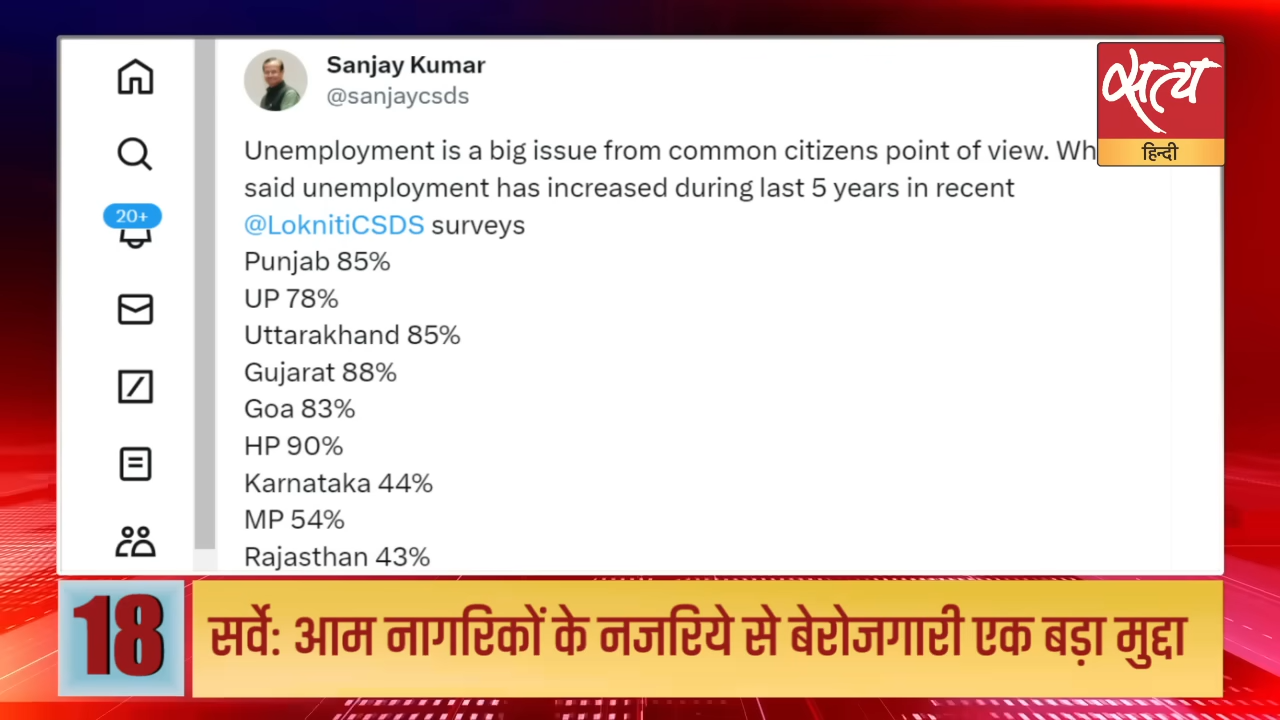 Sanjay Kumar
@sanjaycsds
सत्य
हिन्दी
Unemployment is a big issue from common citizens point of view.
said unemployment has increased during last 5 years in recent
@LoknitiCSDS surveys
Punjab 85%
UP 78%
Uttarakhand 85%
Gujarat 88%
Goa 83%
HP 90%
Karnataka 44%
MP 54%
Rajasthan 43%
20+
18
सर्वे: आम नागरिकों के नजरिये से बेरोजगारी एक बड़ा मुद्दा